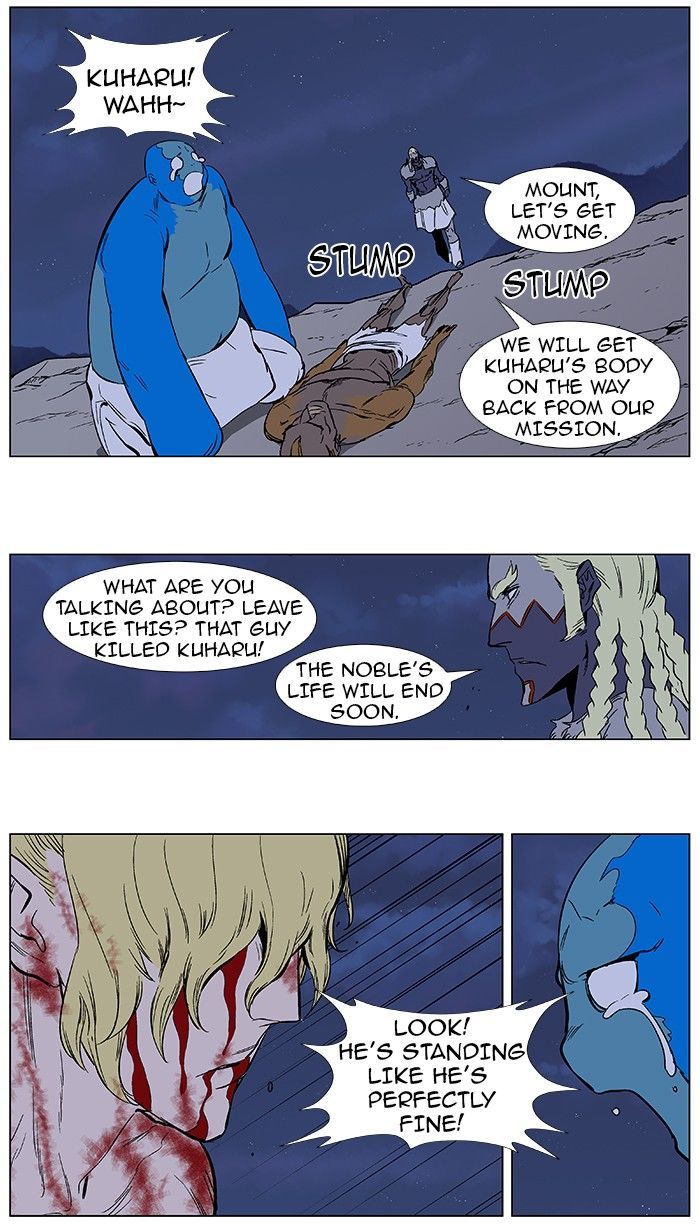 KUHARU!
WAHH~
MOUNT,
LET'S GET
MOVING.
STUMP
STUMP
WE WILL GET
KUHARU'S BODY
ON THE WAY
BACK FROM OUR
MISSION.
WHAT ARE YOU
TALKING ABOUT? LEAVE
LIKE THIS? THAT GUY
KILLED KUHARU!
THE NOBLE'S
LIFE WILL END
SOON.
LOOK!
HE'S STANDING
LIKE HE'S
PERFECTLY
FINE!